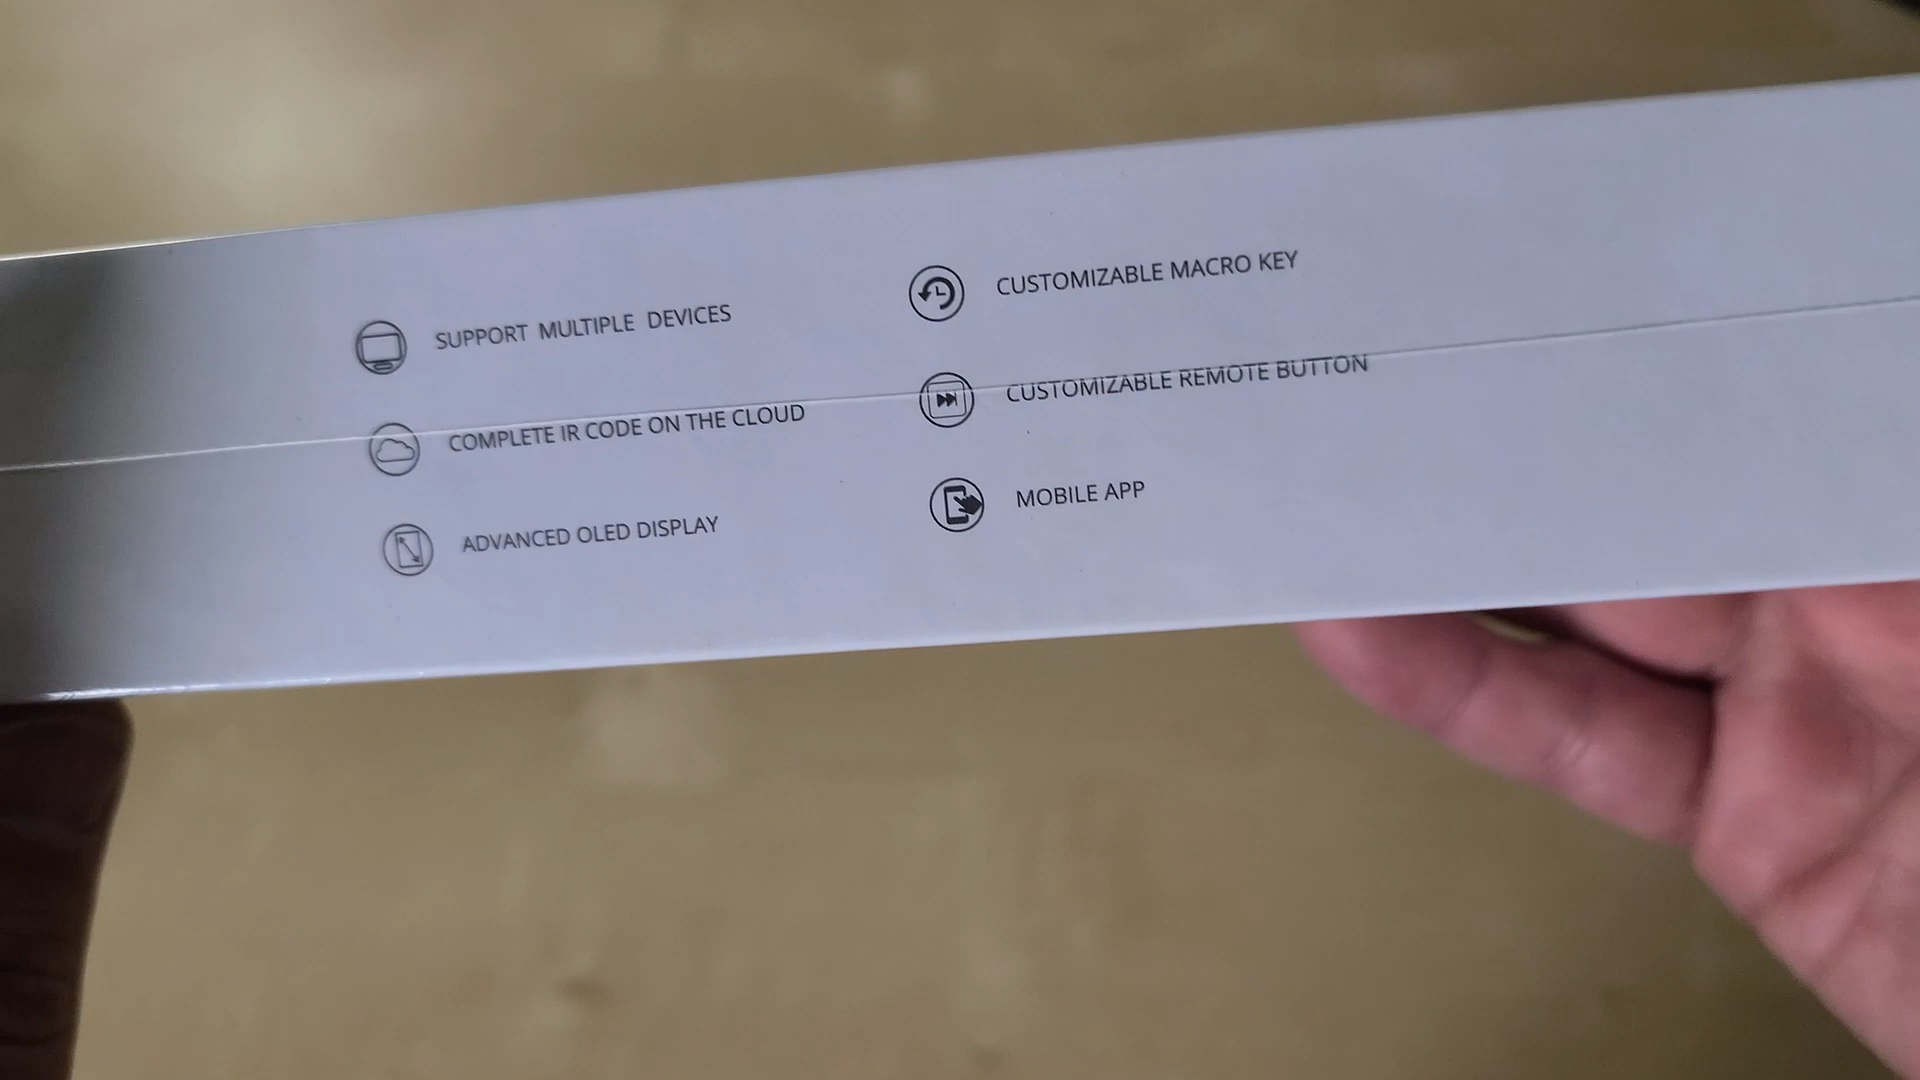 SUPPORT MULTIPLE DEVICES
COMPLETE IR CODE ON THE CLOUD
ADVANCED OLED DISPLAY
CUSTOMIZABLE MACRO KEY
CUSTOMIZABLE REMOTE BUTTON
MOBILE APP